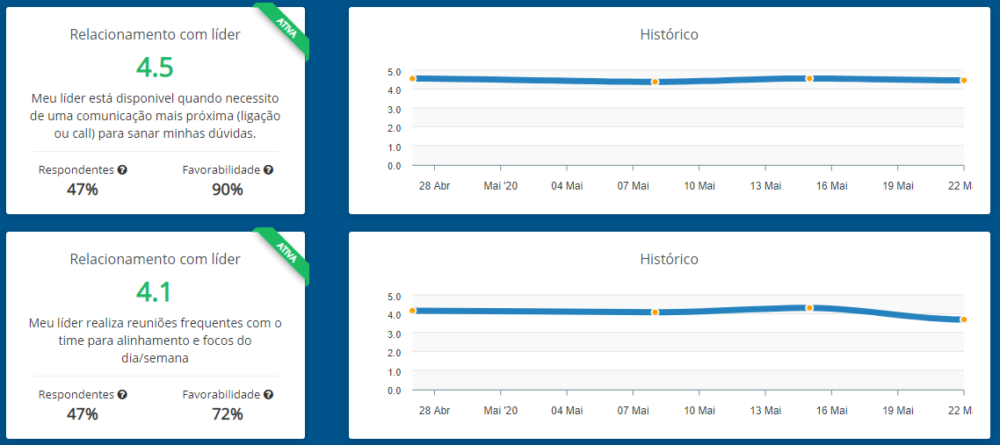 Relacionamento com líder
ATIVA
4.5
Meu líder está disponivel quando necessito
de uma comunicação mais próxima (ligação
ou call) para sanar minhas dúvidas.
Respondentes Favorabilidade
47% 90%
Histórico
5.0
4.0
3.0
2.0
1.0
0.0
28 Abr Mai '20 04 Mai 07 Mai 10 Mai 13 Mai 16 Mai 19 Mai 22 M
Relacionamento com líder
ATIVA
4.1
Meu líder realiza reuniões frequentes com o
time para alinhamento e focos do
dia/semana
Respondentes Favorabilidade
47% 72%
Histórico
5.0
4.0
3.0
2.0
1.0
0.0
28 Abr Mai '20 04 Mai 07 Mai 10 Mai 13 Mai 16 Mai 19 Mai 22 M